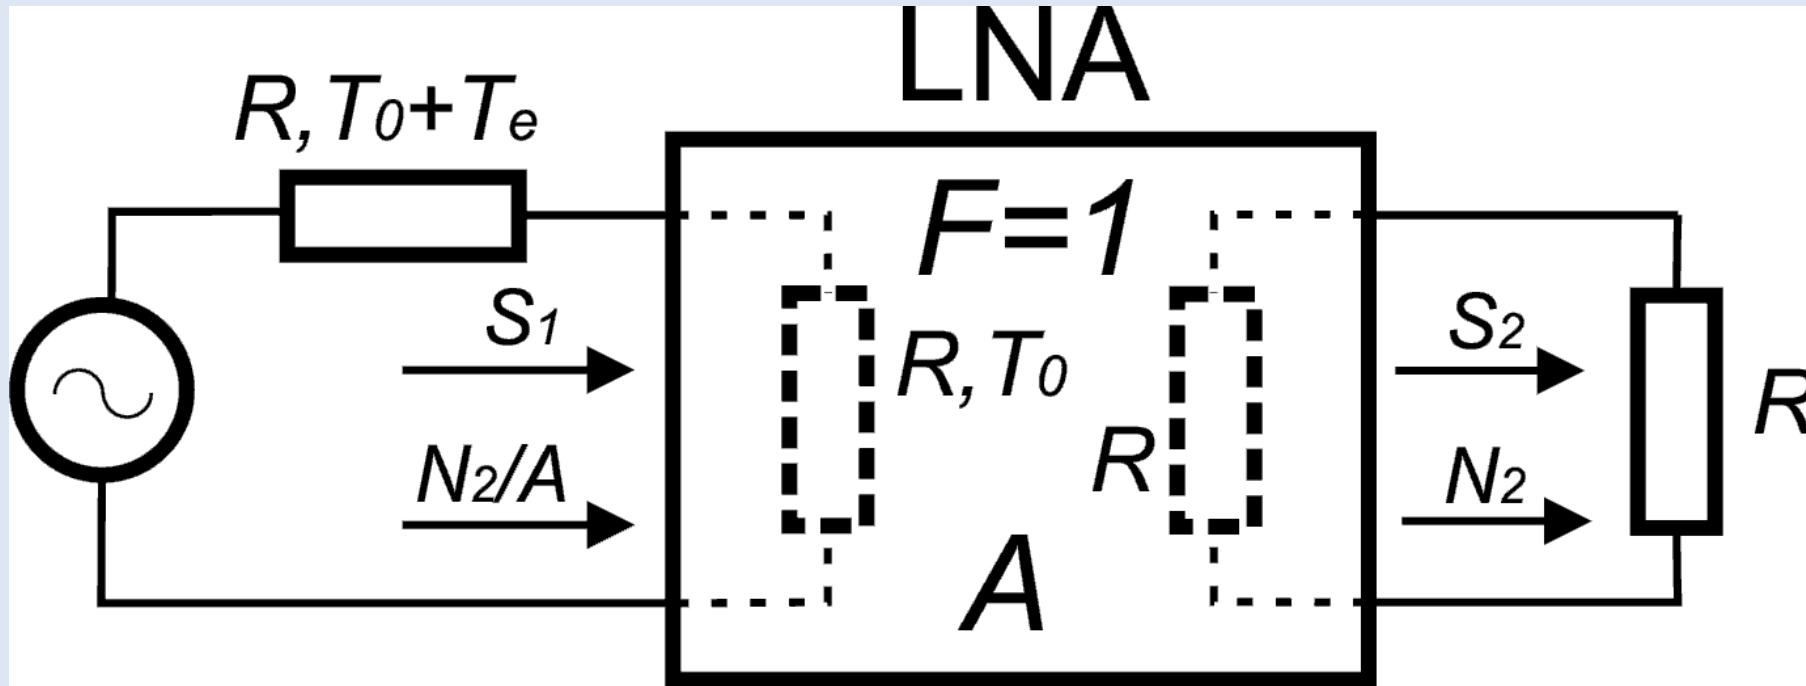 LNA
R,T0+Te
F=1
S1
R,T0
S2
R
R
N2/A
N2
A